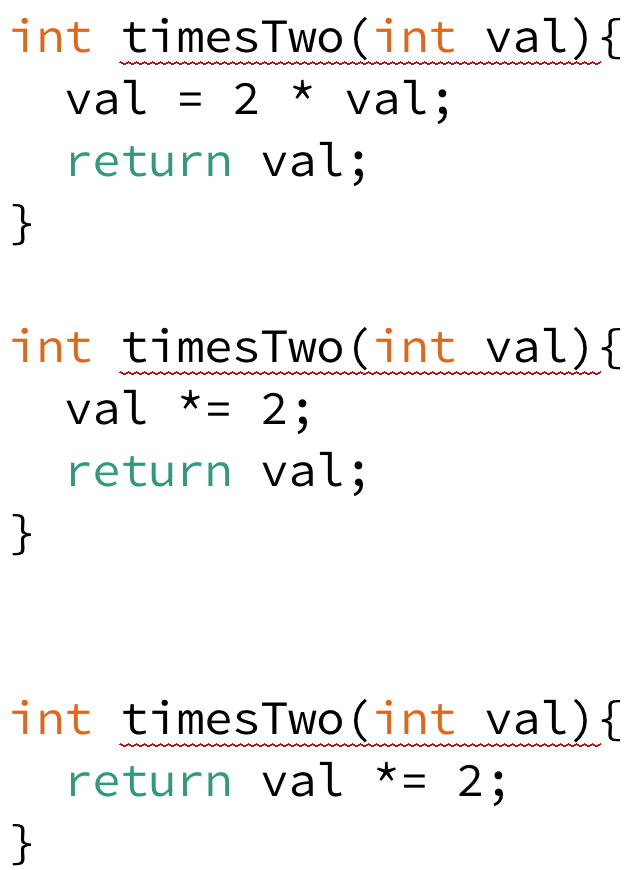 int timesTwo(int val){
  val = 2 * val;
  return val;
}
int timesTwo(int val){
  val *= 2;
  return val;
}
int timesTwo(int val){
  return val *= 2;
}